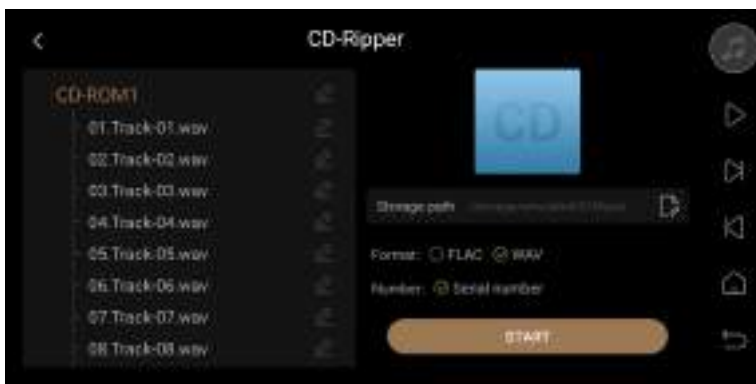 CD-Ripper
CD-ROM1
01.Track-01.wav
02.Track-02.wav
03.Track-03.wav
04.Track-04.wav
05.Track-05.wav
06.Track-06.wav
07.Track-07.wav
08.Track-08.wav
CD
Storage path
Format: FLAC WAV
Number: Serial number
START